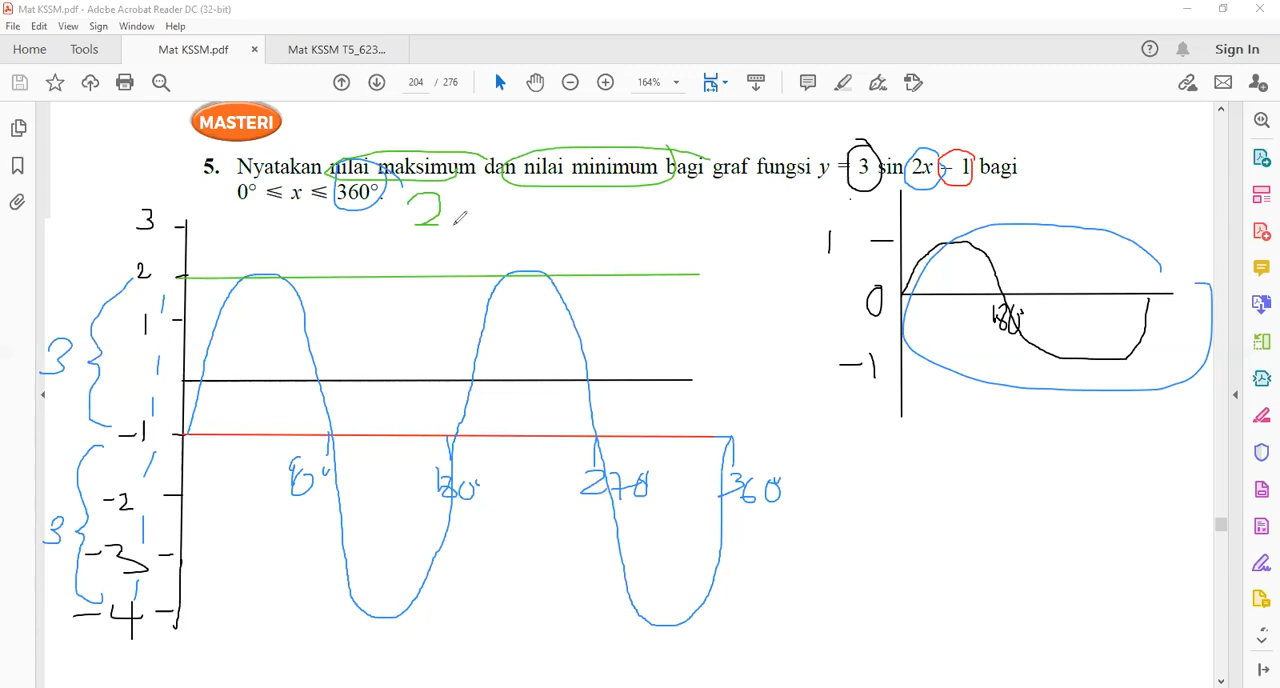 Mat KSSM.pdf - Adobe Acrobat Reader DC (32-bit)
File Edit View Sign Window Help
Home Tools Mat KSSM.pdf × Mat KSSM T5_623... ? Sign In
204 / 276 164%
MASTERI
5. Nyatakan nilai maksimum dan nilai minimum bagi graf fungsi y = 3 sin 2x – 1 bagi
0° ≤ x ≤ 360°.
2
3
2
1
-1
-2
-3
-4
3
3
90°
180°
270°
360°
1
0
-1
180°